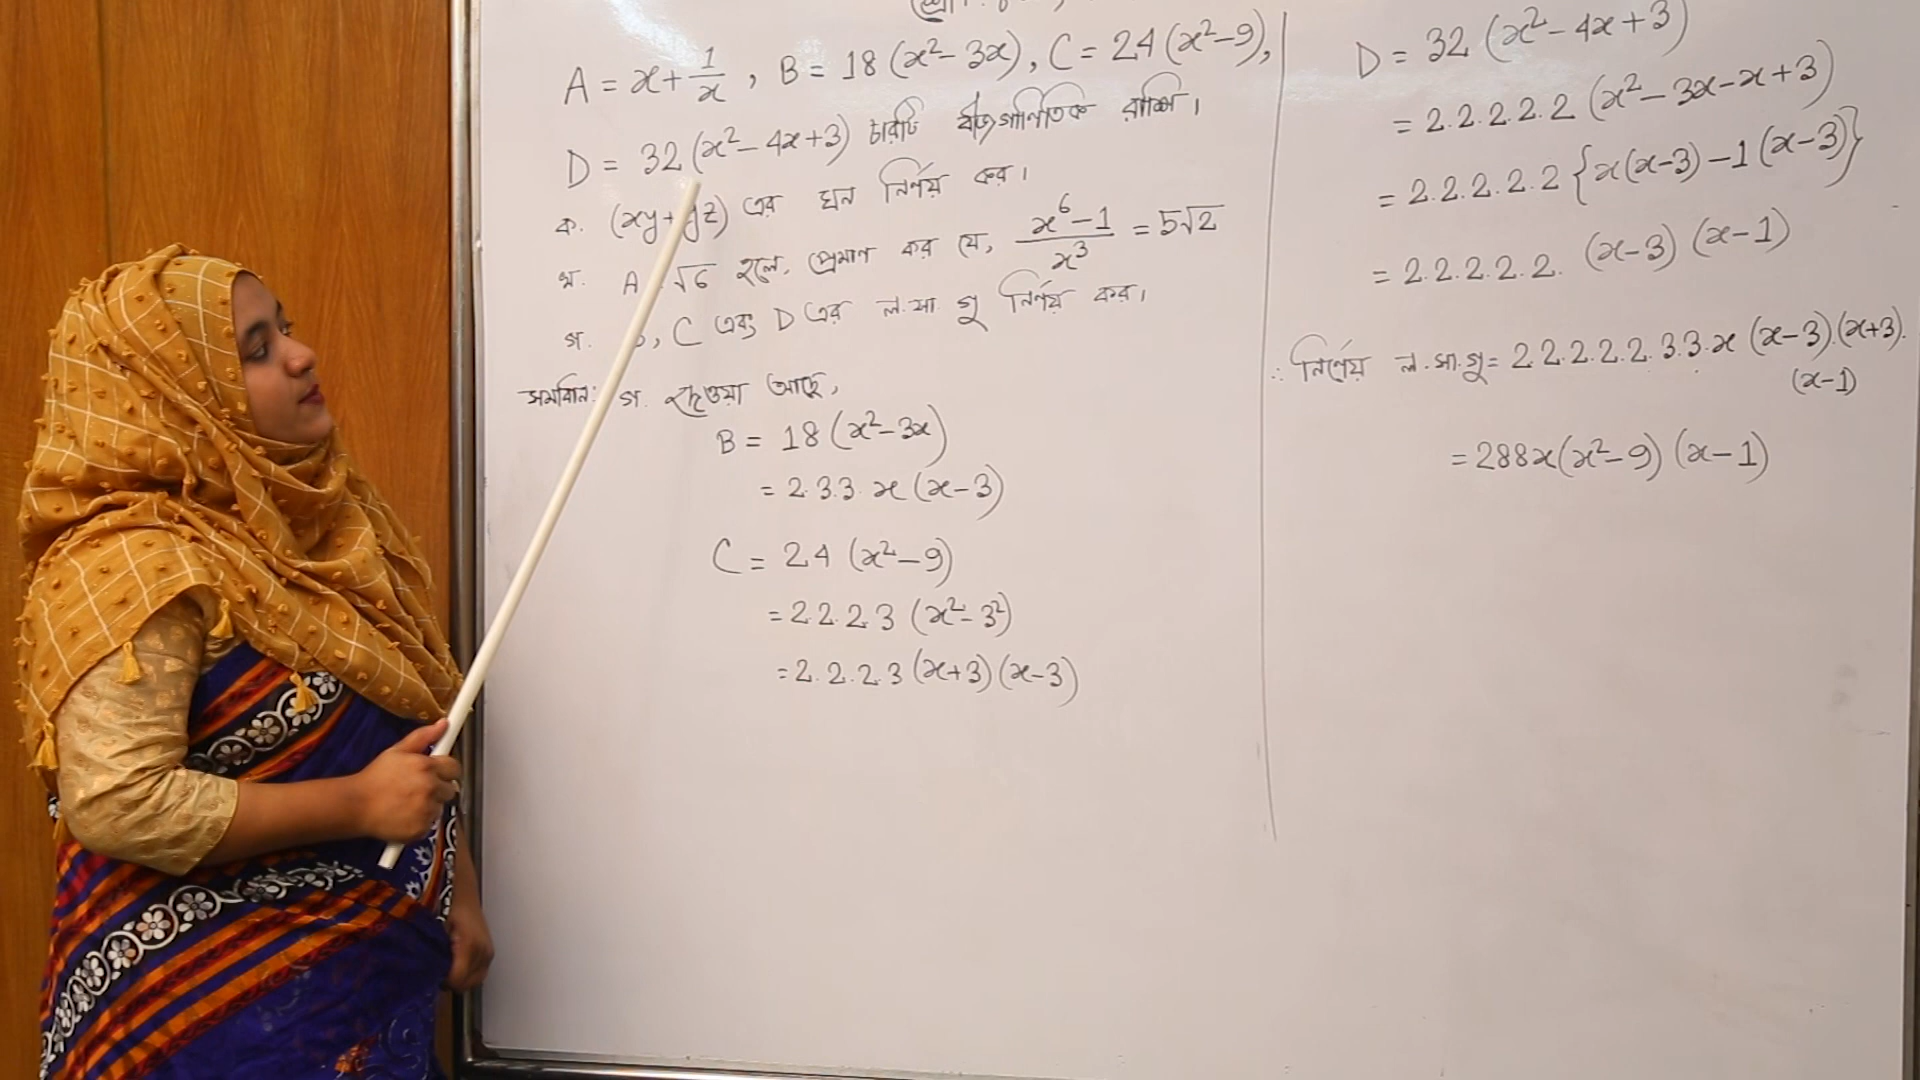 A = x + 1/x , B = 18 (x² - 3x), C = 24 (x² - 9),
D = 32 (x² - 4x + 3) চারটি বীজগাণিতিক রাশি।
ক. (xy + yz) এর ঘন নির্ণয় কর।
খ. A √6 হলে, প্রমাণ কর যে, (x⁶ - 1)/x³ = 5√2
গ. , C এবং D এর ল.সা.গু নির্ণয় কর।
সমাধান: গ. দেওয়া আছে,
B = 18 (x² - 3x)
= 2.3.3. x (x - 3)
C = 24 (x² - 9)
= 2.2.2.3 (x² - 3²)
= 2.2.2.3 (x + 3) (x - 3)
D = 32 (x² - 4x + 3)
= 2.2.2.2.2 (x² - 3x - x + 3)
= 2.2.2.2.2 {x(x - 3) - 1 (x - 3)}
= 2.2.2.2.2. (x - 3) (x - 1)
∴ নির্ণেয় ল.সা.গু = 2.2.2.2.2.3.3.x (x - 3).(x + 3).
(x - 1)
= 288x(x² - 9) (x - 1)